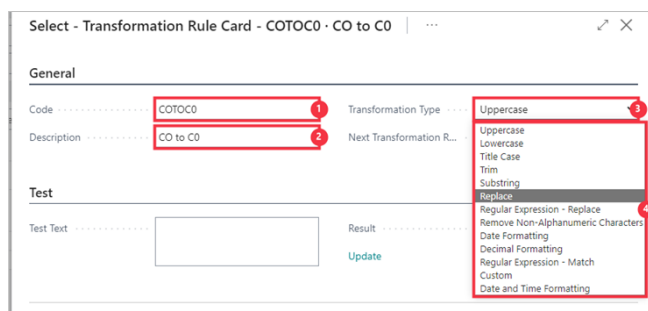 Select - Transformation Rule Card - COTOC0 · CO to C0 | ...
General
Code COTOC0 1 Transformation Type Uppercase 3
Description CO to C0 2 Next Transformation R...
Uppercase
Lowercase
Title Case
Trim
Substring
Replace
Regular Expression - Replace 4
Remove Non-Alphanumeric Characters
Date Formatting
Decimal Formatting
Regular Expression - Match
Custom
Date and Time Formatting
Test
Test Text Result
Update